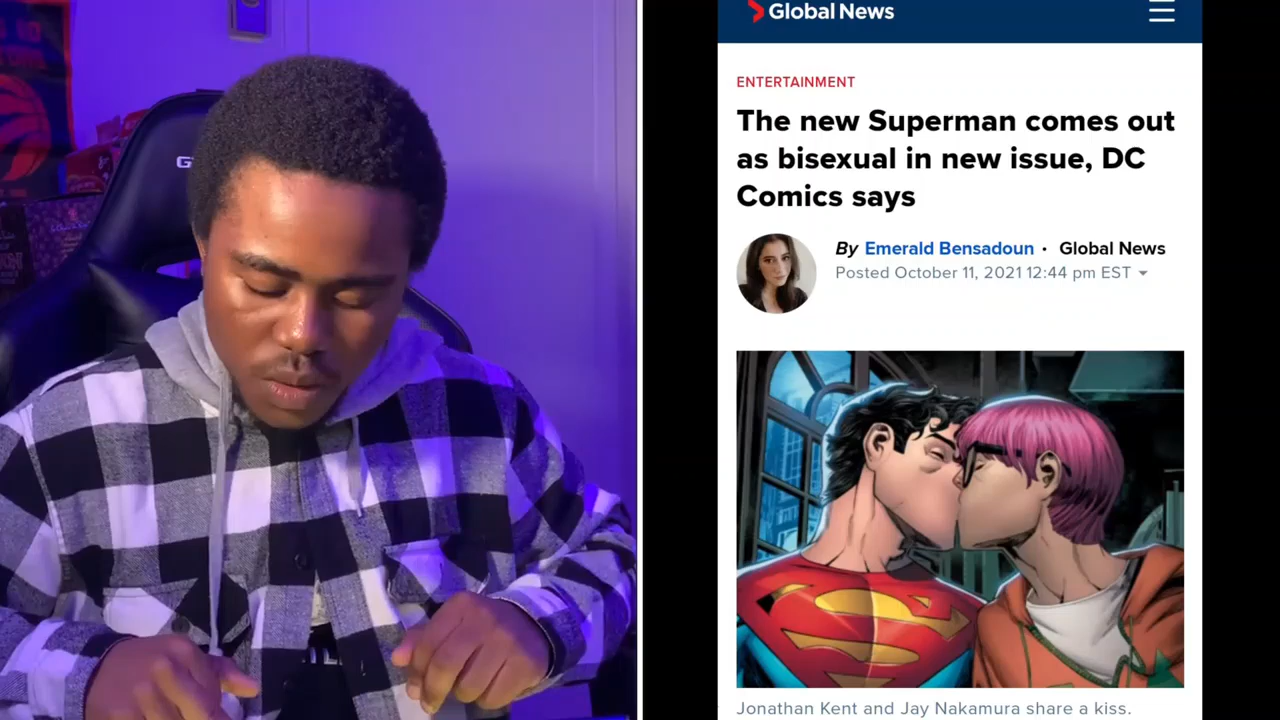 G
Global News
ENTERTAINMENT
The new Superman comes out
as bisexual in new issue, DC
Comics says
By Emerald Bensadoun · Global News
Posted October 11, 2021 12:44 pm EST
Jonathan Kent and Jay Nakamura share a kiss.